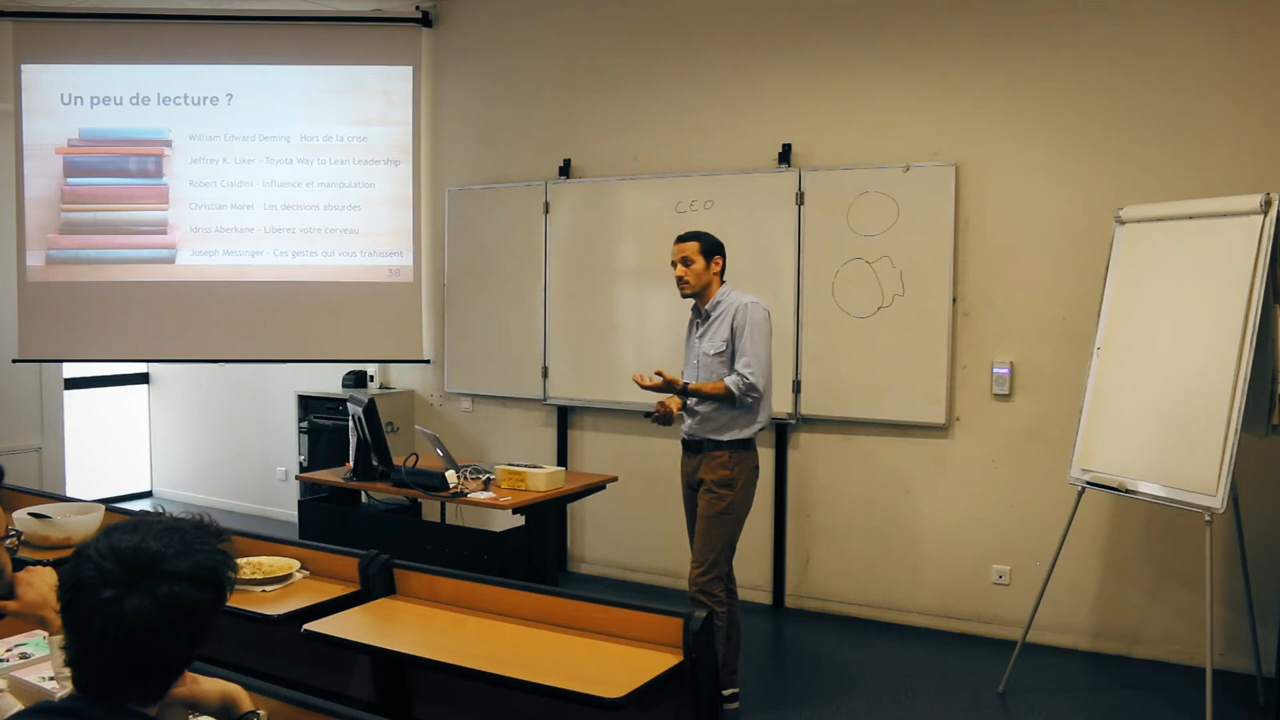 Un peu de lecture ?
William Edward Deming - Hors de la crise
Jeffrey K. Liker - Toyota Way to Lean Leadership
Robert Cialdini - Influence et manipulation
Christian Morel - Les décisions absurdes
Idriss Aberkane - Libérez votre cerveau
Joseph Messinger - Ces gestes qui vous trahissent
38
CEO